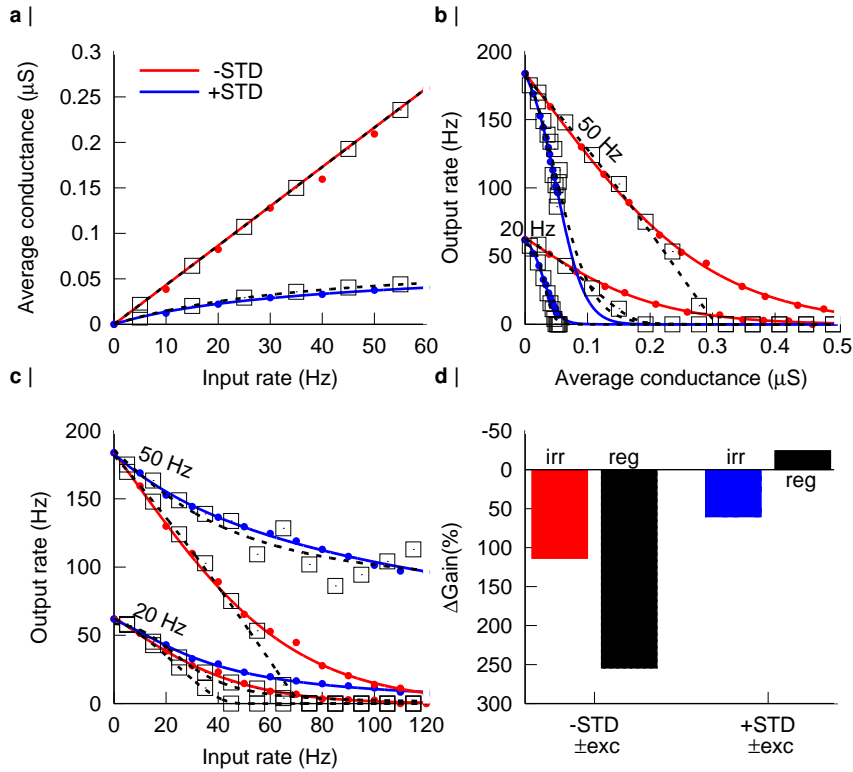 a |
Average conductance (μS)
0.3
0.25
0.2
0.15
0.1
0.05
0
-STD
+STD
0 10 20 30 40 50 60
Input rate (Hz)
b |
Output rate (Hz)
200
150
100
50
0
50 Hz
20 Hz
0 0.1 0.2 0.3 0.4 0.5
Average conductance (μS)
c |
Output rate (Hz)
200
150
100
50
0
50 Hz
20 Hz
0 20 40 60 80 100 120
Input rate (Hz)
d |
ΔGain(%)
-50
0
50
100
150
200
250
300
irr reg irr
reg
-STD +STD
±exc ±exc